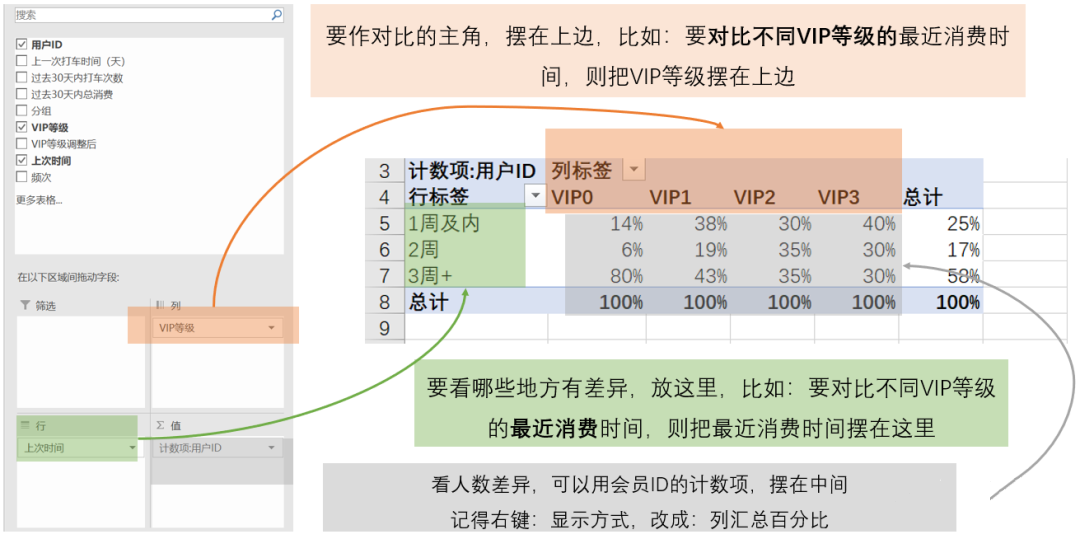 搜索
用户ID
上一次打车时间（天）
过去30天内打车次数
过去30天内总消费
分组
VIP等级
VIP等级调整后
上次时间
频次
更多表格...
在以下区域间拖动字段:
筛选
列
VIP等级
行
Σ 值
上次时间
计数项:用户ID
要作对比的主角，摆在上边，比如：要对比不同VIP等级的最近消费时
间，则把VIP等级摆在上边
3 计数项:用户ID 列标签
4 行标签 VIP0 VIP1 VIP2 VIP3 总计
5 1周及内 14% 38% 30% 40% 25%
6 2周 6% 19% 35% 30% 17%
7 3周+ 80% 43% 35% 30% 58%
8 总计 100% 100% 100% 100% 100%
9
要看哪些地方有差异，放这里，比如：要对比不同VIP等级
的最近消费时间，则把最近消费时间摆在这里
看人数差异，可以用会员ID的计数项，摆在中间
记得右键：显示方式，改成：列汇总百分比